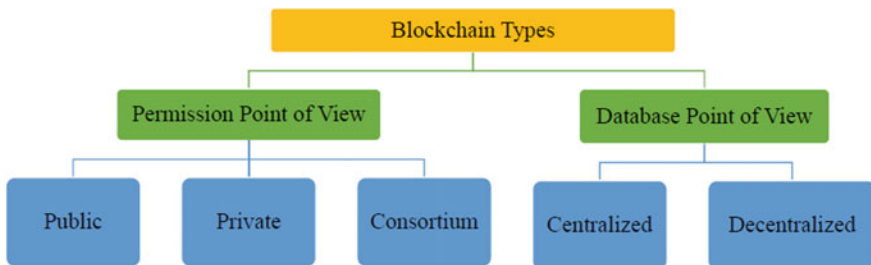 Blockchain Types
Permission Point of View
Database Point of View
Public
Private
Consortium
Centralized
Decentralized